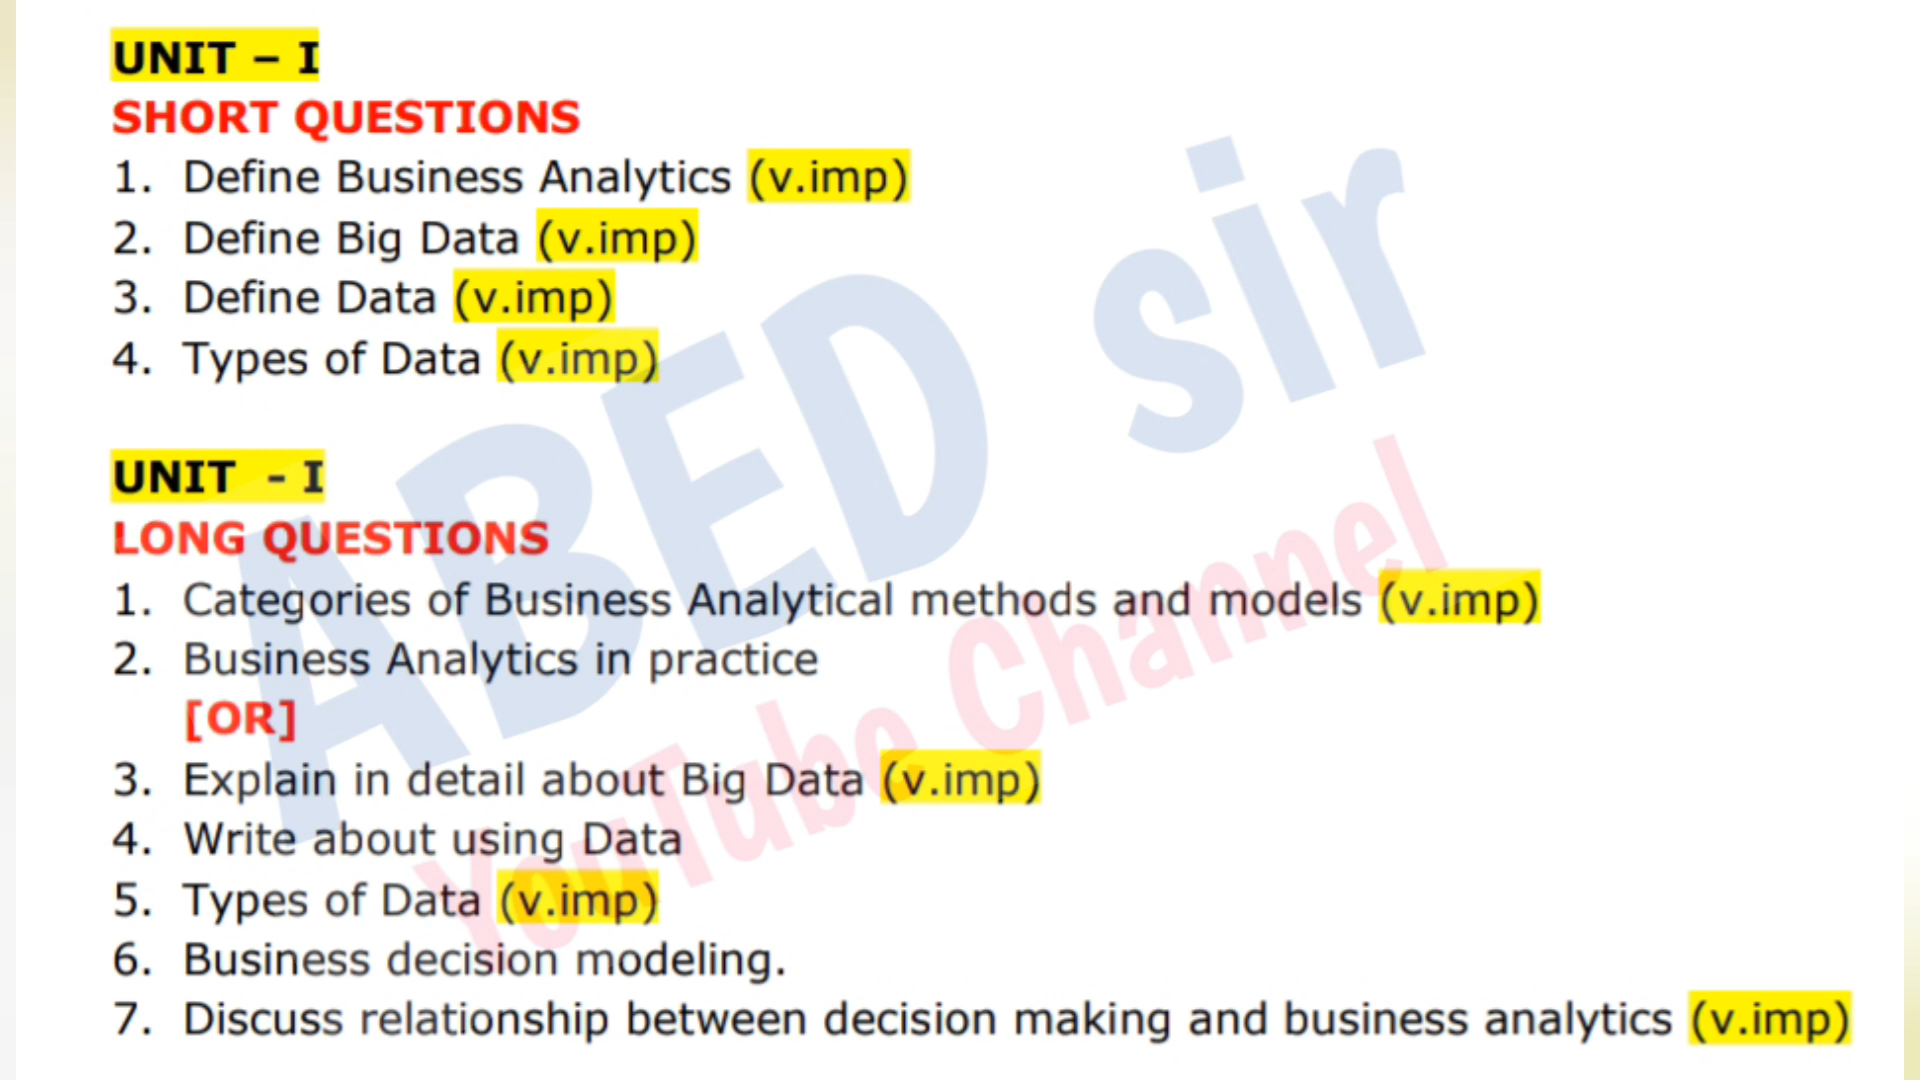 UNIT – I
SHORT QUESTIONS
1. Define Business Analytics (v.imp)
2. Define Big Data (v.imp)
3. Define Data (v.imp)
4. Types of Data (v.imp)
UNIT - I
LONG QUESTIONS
1. Categories of Business Analytical methods and models (v.imp)
2. Business Analytics in practice
[OR]
3. Explain in detail about Big Data (v.imp)
4. Write about using Data
5. Types of Data (v.imp)
6. Business decision modeling.
7. Discuss relationship between decision making and business analytics (v.imp)
ABED sir
YouTube Channel